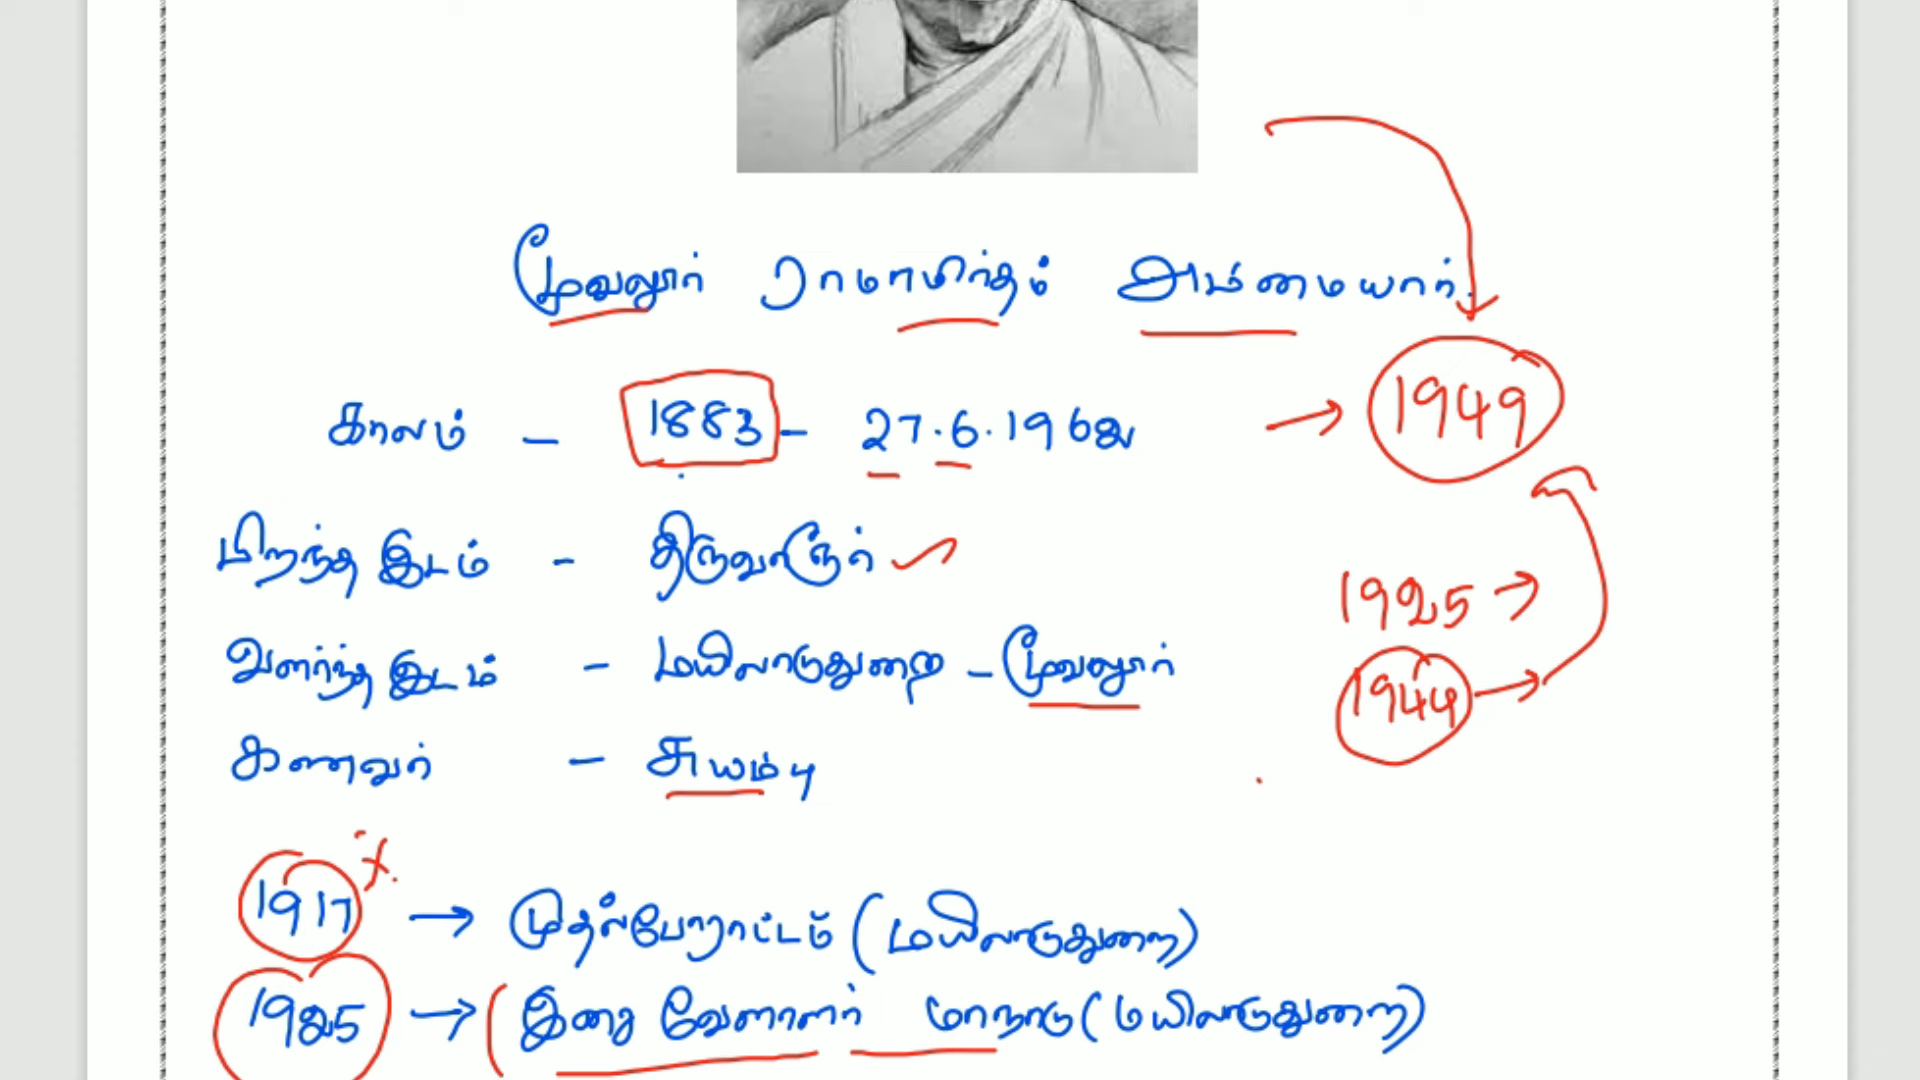 மூவலூர் ராமாமிர்தம் அம்மையார்.
காலம் - 1883 - 27.6.1962
→ 1949
பிறந்த இடம் - திருவாரூர்
1925 →
வளர்ந்த இடம் - மயிலாடுதுறை - மூவலூர்
1944 →
கணவர் - சுயம்பு
1917 → முதல்போராட்டம் (மயிலாடுதுறை)
1925 → (இசை வேளாளர் மாநாடு (மயிலாடுதுறை)